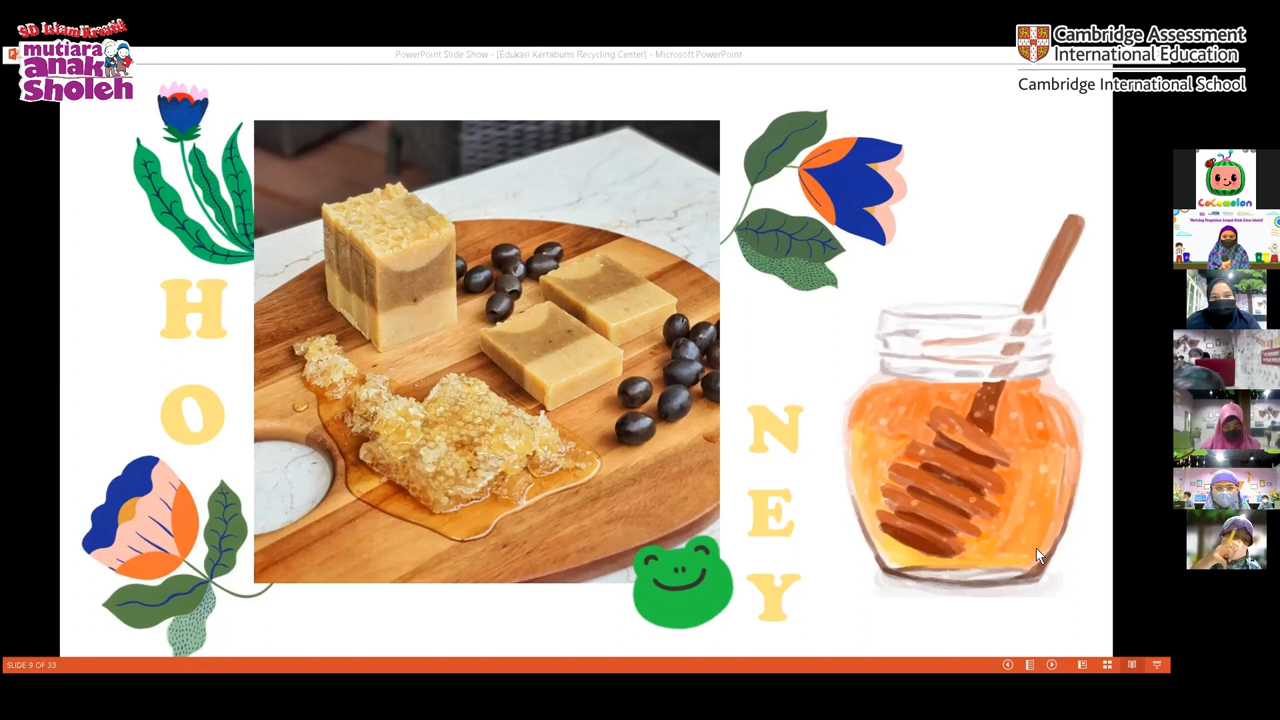 SD Islam Kreatif
mutiara
anak
sholeh
PowerPoint Slide Show - [Edukasi Kertabumi Recycling Center] - Microsoft PowerPoint
Cambridge Assessment
International Education
Cambridge International School
H
O
N
E
Y
CoComelon
SLIDE 9 OF 33